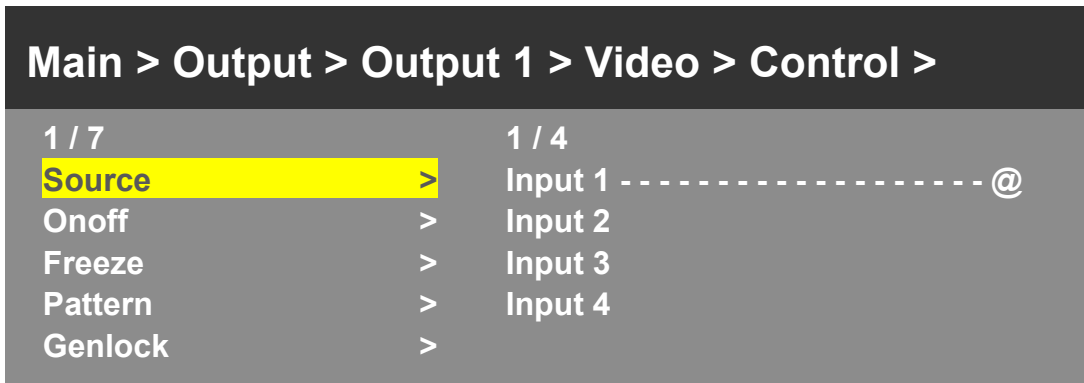 Main > Output > Output 1 > Video > Control >
1 / 7
Source >
Onoff >
Freeze >
Pattern >
Genlock >
1 / 4
Input 1 - - - - - - - - - - - - - - - - - - - @
Input 2
Input 3
Input 4